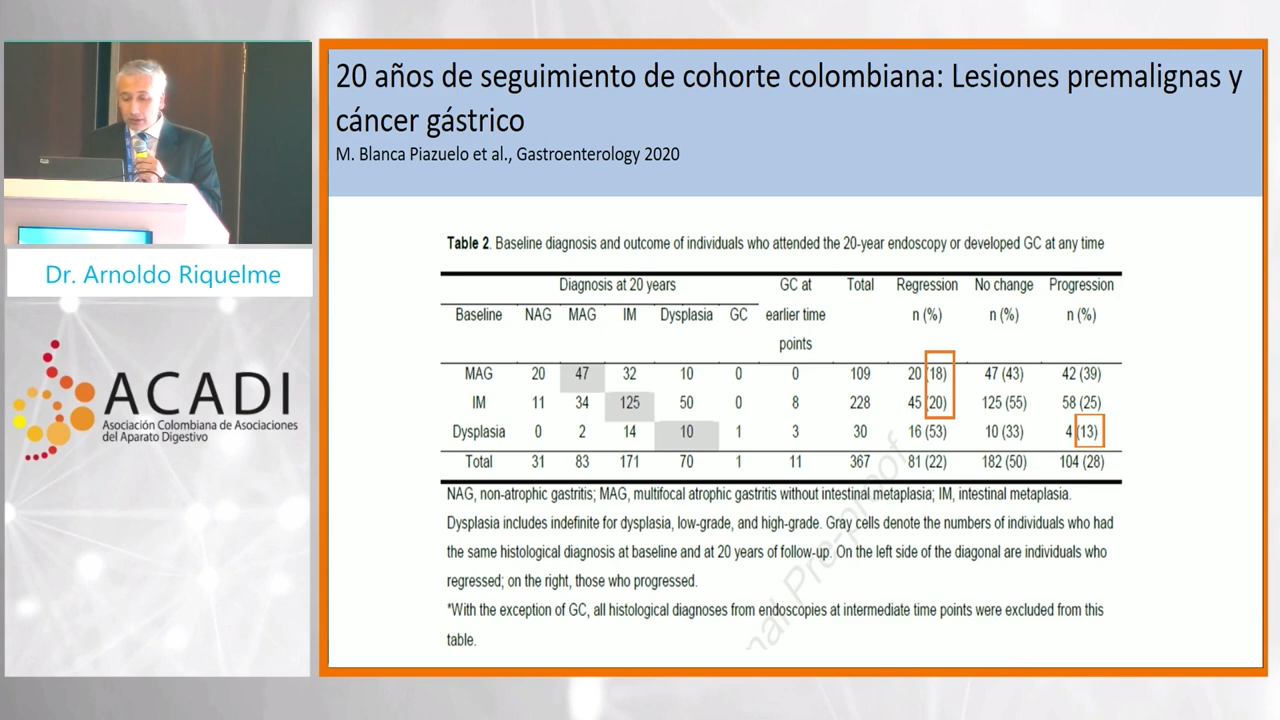 20 años de seguimiento de cohorte colombiana: Lesiones premalignas y
cáncer gástrico
M. Blanca Piazuelo et al., Gastroenterology 2020
Dr. Arnoldo Riquelme
ACADI
Asociación Colombiana de Asociaciones
del Aparato Digestivo
Table 2. Baseline diagnosis and outcome of individuals who attended the 20-year endoscopy or developed GC at any time
Diagnosis at 20 years GC at Total Regression No change Progression
Baseline NAG MAG IM Dysplasia GC earlier time n (%) n (%) n (%)
points
MAG 20 47 32 10 0 0 109 20 (18) 47 (43) 42 (39)
IM 11 34 125 50 0 8 228 45 (20) 125 (55) 58 (25)
Dysplasia 0 2 14 10 1 3 30 16 (53) 10 (33) 4 (13)
Total 31 83 171 70 1 11 367 81 (22) 182 (50) 104 (28)
NAG, non-atrophic gastritis; MAG, multifocal atrophic gastritis without intestinal metaplasia; IM, intestinal metaplasia.
Dysplasia includes indefinite for dysplasia, low-grade, and high-grade. Gray cells denote the numbers of individuals who had
the same histological diagnosis at baseline and at 20 years of follow-up. On the left side of the diagonal are individuals who
regressed; on the right, those who progressed.
*With the exception of GC, all histological diagnoses from endoscopies at intermediate time points were excluded from this
table.
nal Pre-proof